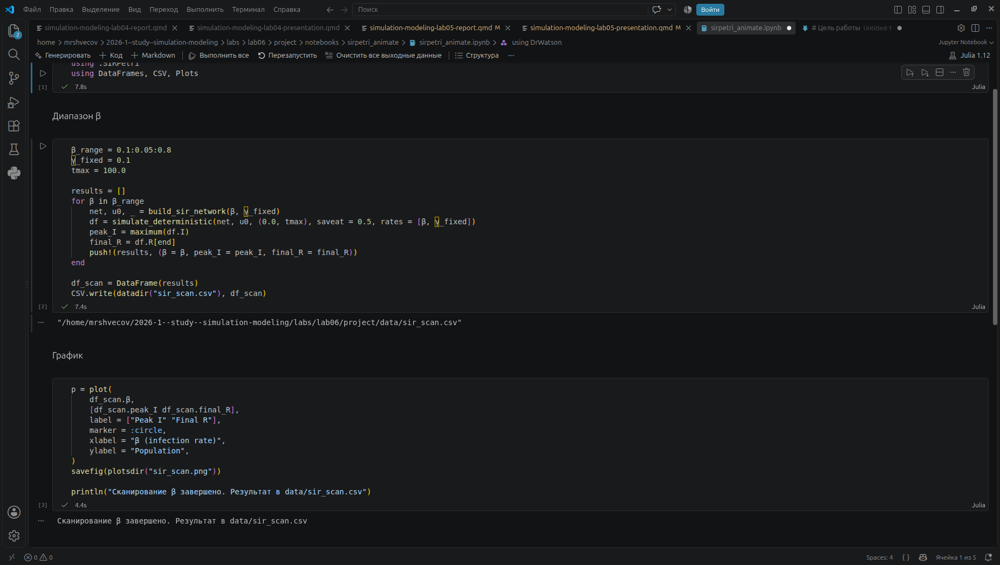 Файл Правка Выделение Вид Переход Выполнить Терминал Справка Поиск Войти
simulation-modeling-lab04-report.qmd simulation-modeling-lab04-presentation.qmd simulation-modeling-lab05-report.qmd M simulation-modeling-lab05-presentation.qmd M sirpetri_animate.ipynb # Цель работы Untitled-1
home > mrshvecov > 2026-1--study--simulation-modeling > labs > lab06 > project > notebooks > sirpetri_animate > sirpetri_animate.ipynb > using DrWatson
Jupyter Notebook
Генерировать Код Markdown Выполнить все Перезапустить Очистить все выходные данные Структура ... Julia 1.12
using .SIRPetri
using DataFrames, CSV, Plots
[1] 7.8s Julia
Диапазон β
β_range = 0.1:0.05:0.8
γ_fixed = 0.1
tmax = 100.0
results = []
for β in β_range
net, u0, _ = build_sir_network(β, γ_fixed)
df = simulate_deterministic(net, u0, (0.0, tmax), saveat = 0.5, rates = [β, γ_fixed])
peak_I = maximum(df.I)
final_R = df.R[end]
push!(results, (β = β, peak_I = peak_I, final_R = final_R))
end
df_scan = DataFrame(results)
CSV.write(datadir("sir_scan.csv"), df_scan)
[2] 7.4s Julia
... "/home/mrshvecov/2026-1--study--simulation-modeling/labs/lab06/project/data/sir_scan.csv"
График
p = plot(
df_scan.β,
[df_scan.peak_I df_scan.final_R],
label = ["Peak I" "Final R"],
marker = :circle,
xlabel = "β (infection rate)",
ylabel = "Population",
)
savefig(plotsdir("sir_scan.png"))
println("Сканирование β завершено. Результат в data/sir_scan.csv")
[3] 4.4s Julia
... Сканирование β завершено. Результат в data/sir_scan.csv
2
0 0 Spaces: 4 { } Ячейка 1 из 5